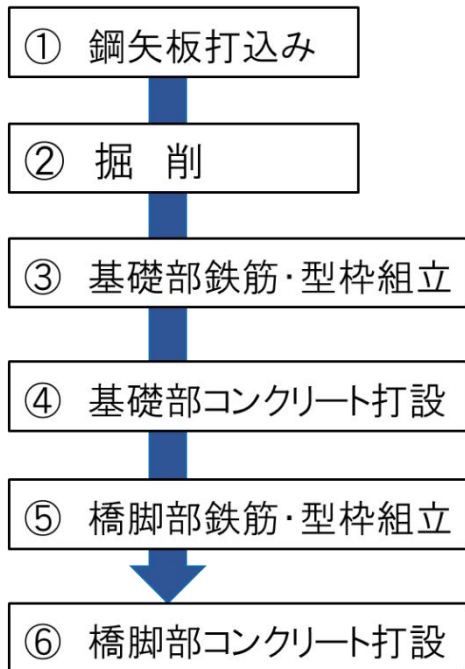 ① 鋼矢板打込み
② 掘　削
③ 基礎部鉄筋・型枠組立
④ 基礎部コンクリート打設
⑤ 橋脚部鉄筋・型枠組立
⑥ 橋脚部コンクリート打設